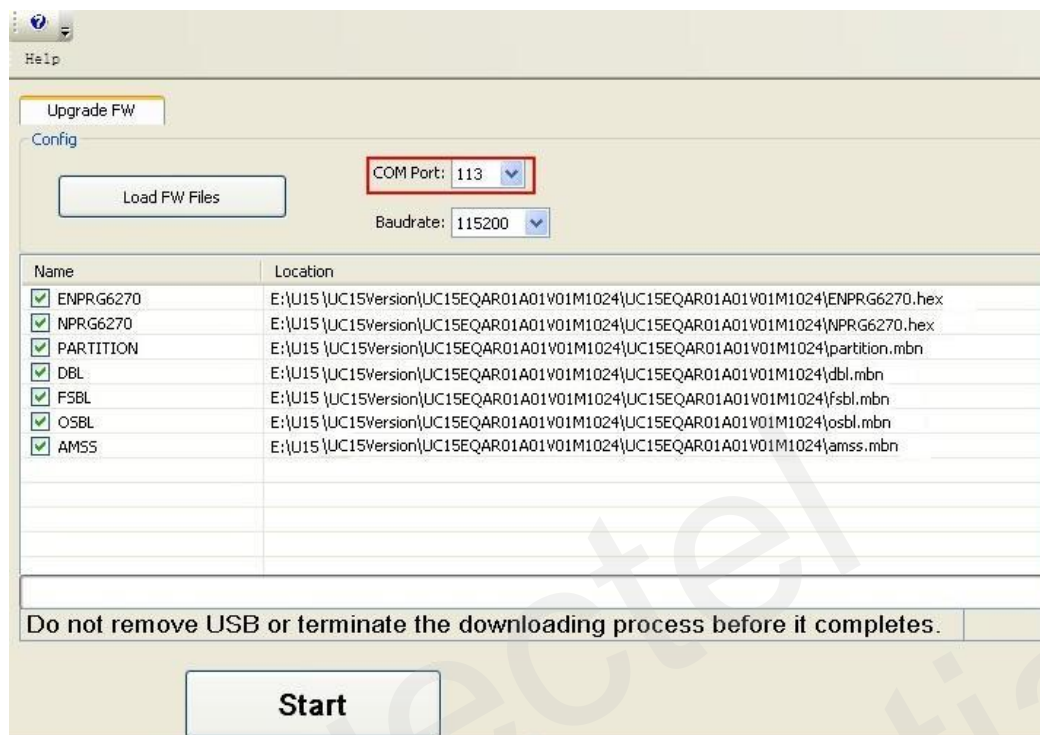 Help
Upgrade FW
Config
Load FW Files
COM Port: 113
Baudrate: 115200
Name Location
ENPRG6270 E:\U15\UC15Version\UC15EQAR01A01V01M1024\UC15EQAR01A01V01M1024\ENPRG6270.hex
NPRG6270 E:\U15\UC15Version\UC15EQAR01A01V01M1024\UC15EQAR01A01V01M1024\NPRG6270.hex
PARTITION E:\U15\UC15Version\UC15EQAR01A01V01M1024\UC15EQAR01A01V01M1024\partition.mbn
DBL E:\U15\UC15Version\UC15EQAR01A01V01M1024\UC15EQAR01A01V01M1024\dbl.mbn
FSBL E:\U15\UC15Version\UC15EQAR01A01V01M1024\UC15EQAR01A01V01M1024\fsbl.mbn
OSBL E:\U15\UC15Version\UC15EQAR01A01V01M1024\UC15EQAR01A01V01M1024\osbl.mbn
AMSS E:\U15\UC15Version\UC15EQAR01A01V01M1024\UC15EQAR01A01V01M1024\amss.mbn
Do not remove USB or terminate the downloading process before it completes.
Start